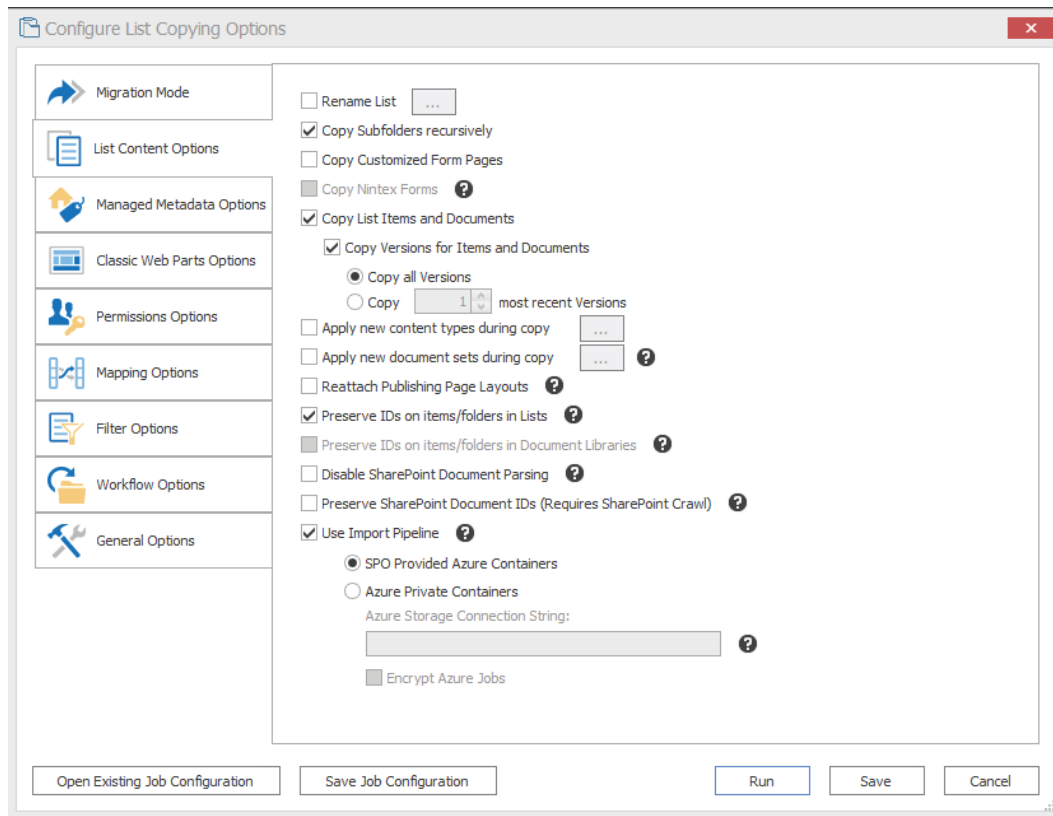 Configure List Copying Options
Migration Mode
List Content Options
Managed Metadata Options
Classic Web Parts Options
Permissions Options
Mapping Options
Filter Options
Workflow Options
General Options
Rename List ...
Copy Subfolders recursively
Copy Customized Form Pages
Copy Nintex Forms ?
Copy List Items and Documents
Copy Versions for Items and Documents
Copy all Versions
Copy 1 most recent Versions
Apply new content types during copy ...
Apply new document sets during copy ... ?
Reattach Publishing Page Layouts ?
Preserve IDs on items/folders in Lists ?
Preserve IDs on items/folders in Document Libraries ?
Disable SharePoint Document Parsing ?
Preserve SharePoint Document IDs (Requires SharePoint Crawl) ?
Use Import Pipeline ?
SPO Provided Azure Containers
Azure Private Containers
Azure Storage Connection String:
?
Encrypt Azure Jobs
Open Existing Job Configuration Save Job Configuration Run Save Cancel